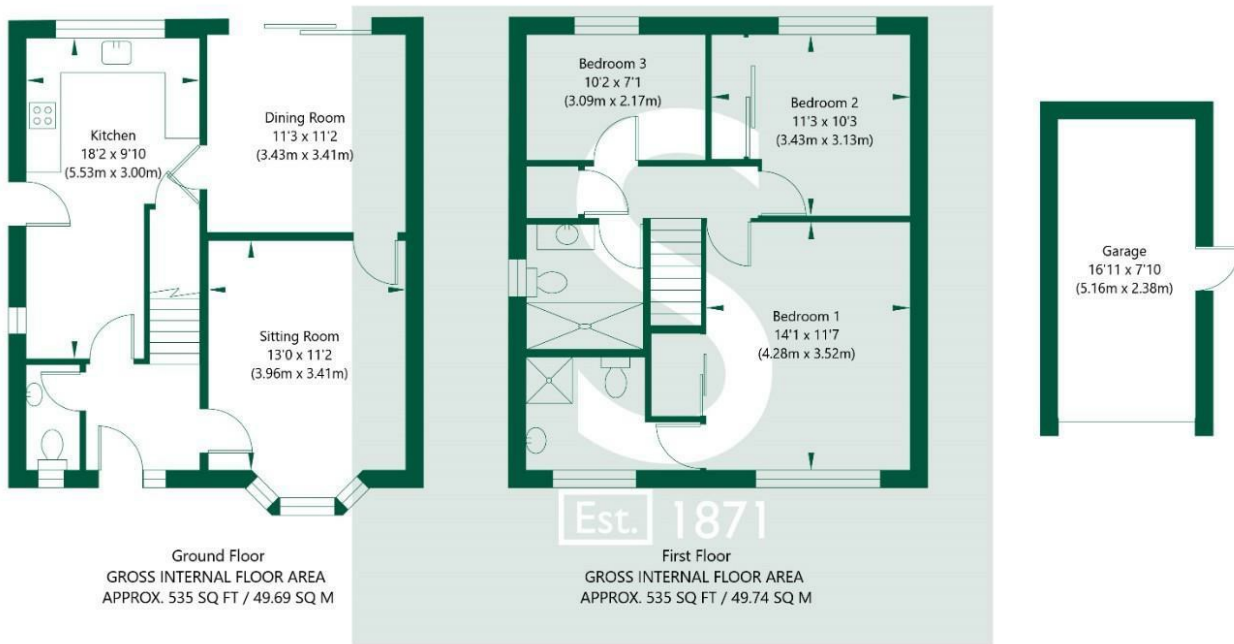 Kitchen
18'2 x 9'10
(5.53m x 3.00m)
Dining Room
11'3 x 11'2
(3.43m x 3.41m)
Sitting Room
13'0 x 11'2
(3.96m x 3.41m)
Ground Floor
GROSS INTERNAL FLOOR AREA
APPROX. 535 SQ FT / 49.69 SQ M
Bedroom 3
10'2 x 7'1
(3.09m x 2.17m)
Bedroom 2
11'3 x 10'3
(3.43m x 3.13m)
Bedroom 1
14'1 x 11'7
(4.28m x 3.52m)
S
Est. 1871
First Floor
GROSS INTERNAL FLOOR AREA
APPROX. 535 SQ FT / 49.74 SQ M
Garage
16'11 x 7'10
(5.16m x 2.38m)